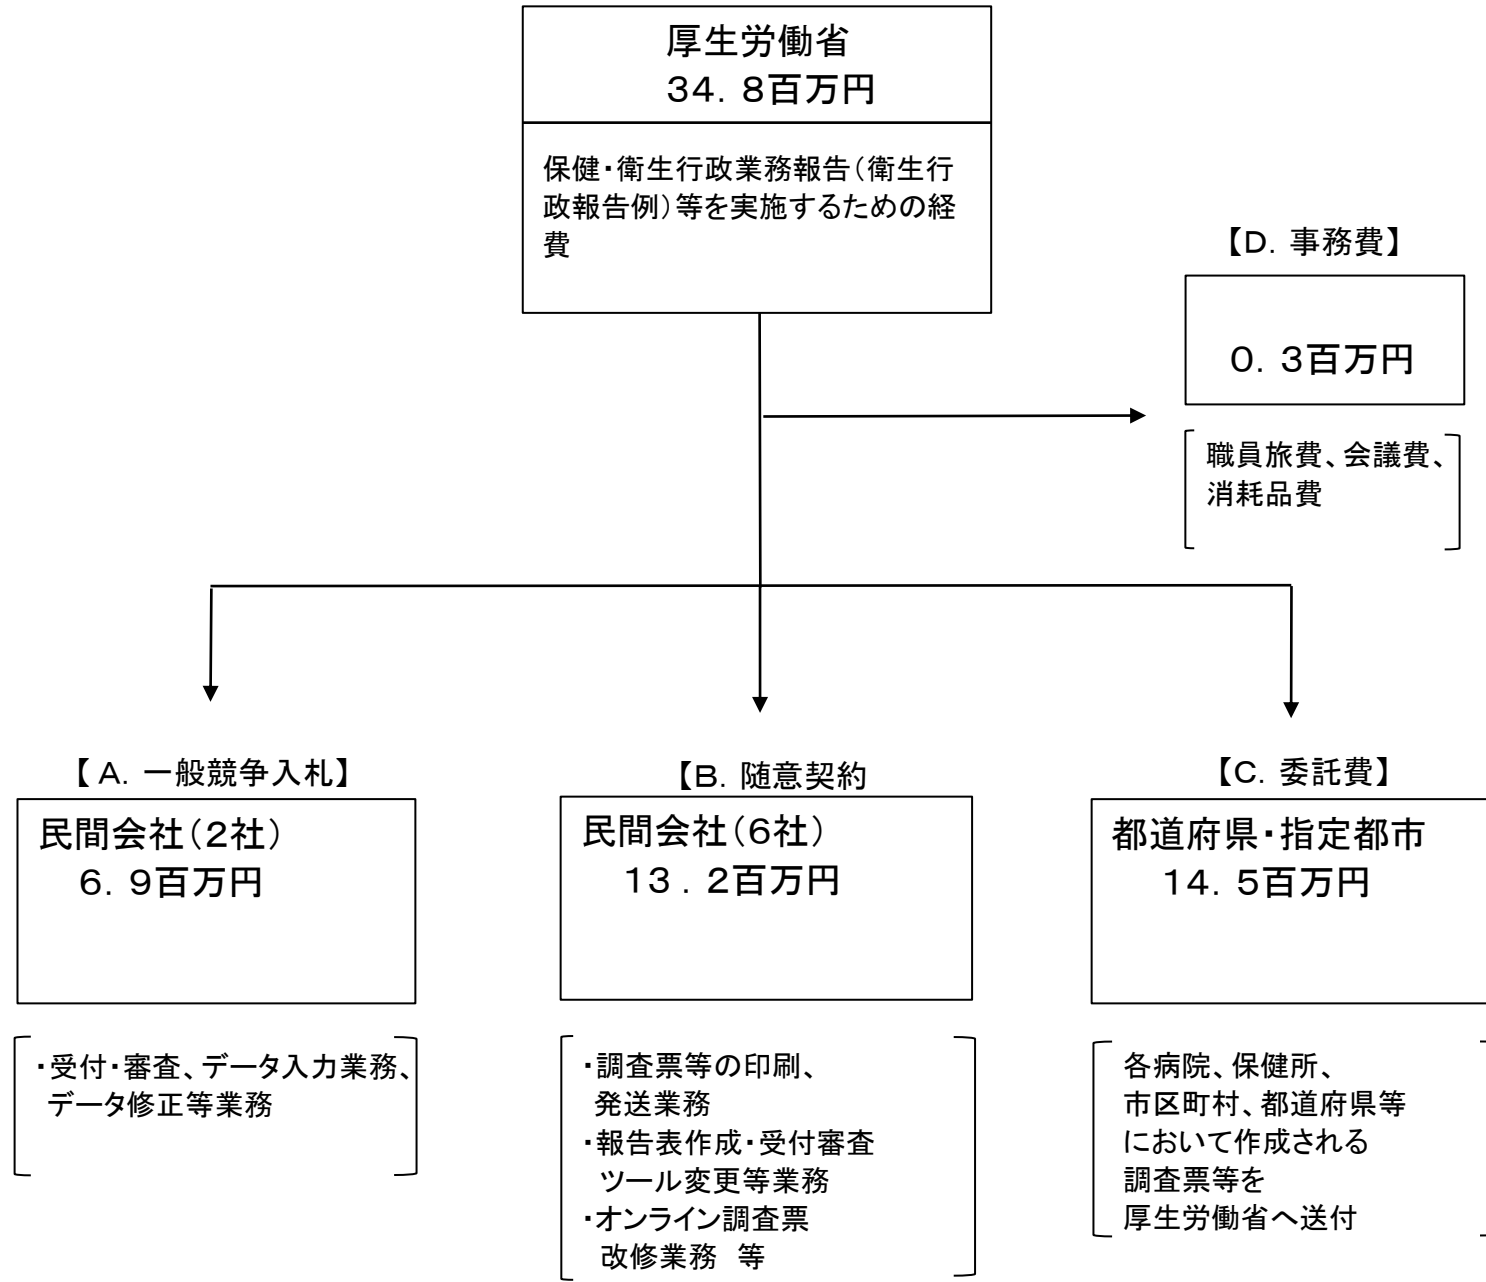 厚生労働省
34．8百万円
保健・衛生行政業務報告（衛生行
政報告例）等を実施するための経
費
【D．事務費】
0．3百万円
職員旅費、会議費、
消耗品費
【 A．一般競争入札】
民間会社（2社）
6．9百万円
・受付・審査、データ入力業務、
データ修正等業務
【B．随意契約
民間会社（6社）
13．2百万円
・調査票等の印刷、
発送業務
・報告表作成・受付審査
ツール変更等業務
・オンライン調査票
改修業務　等
【C．委託費】
都道府県・指定都市
14．5百万円
各病院、保健所、
市区町村、都道府県等
において作成される
調査票等を
厚生労働省へ送付